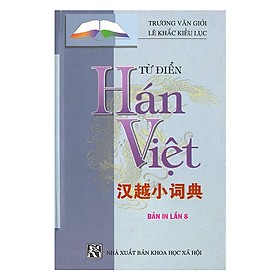 TRƯƠNG VĂN GIỚI
LÊ KHẮC KIỀU LỤC
TỪ ĐIỂN
Hán
Việt
汉越小词典
BẢN IN LẦN 8
NHÀ XUẤT BẢN KHOA HỌC XÃ HỘI